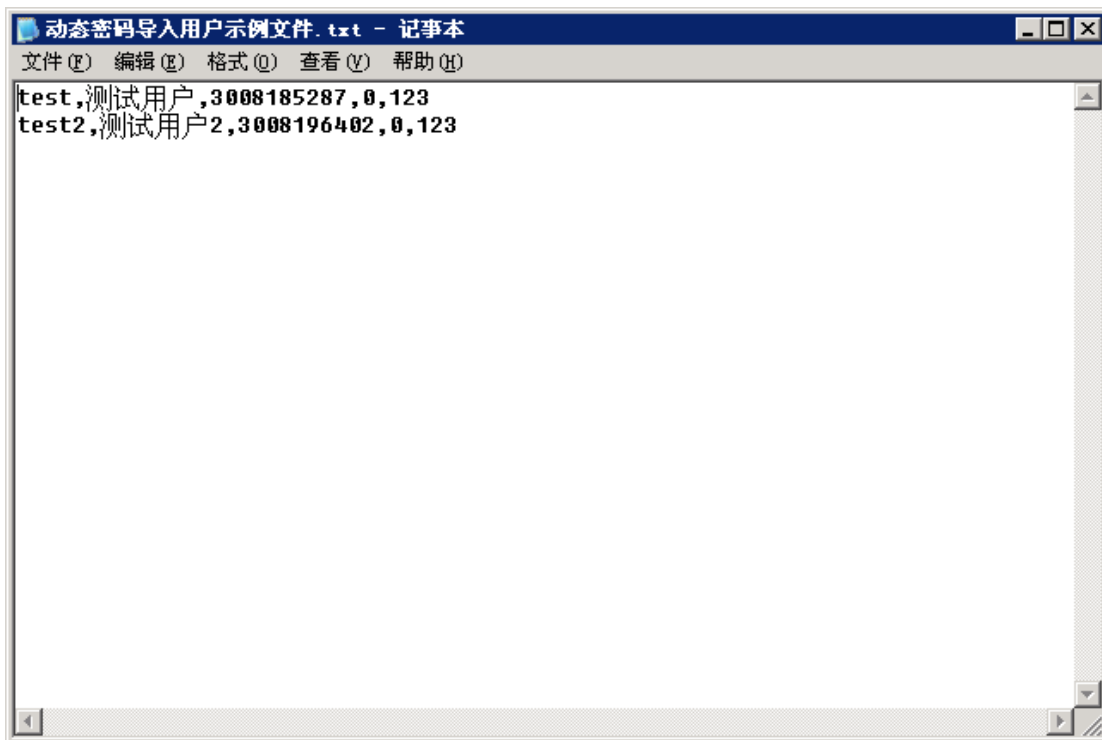 动态密码导入用户示例文件.txt - 记事本
文件(F) 编辑(E) 格式(O) 查看(V) 帮助(H)
test,测试用户,3008185287,0,123
test2,测试用户2,3008196402,0,123